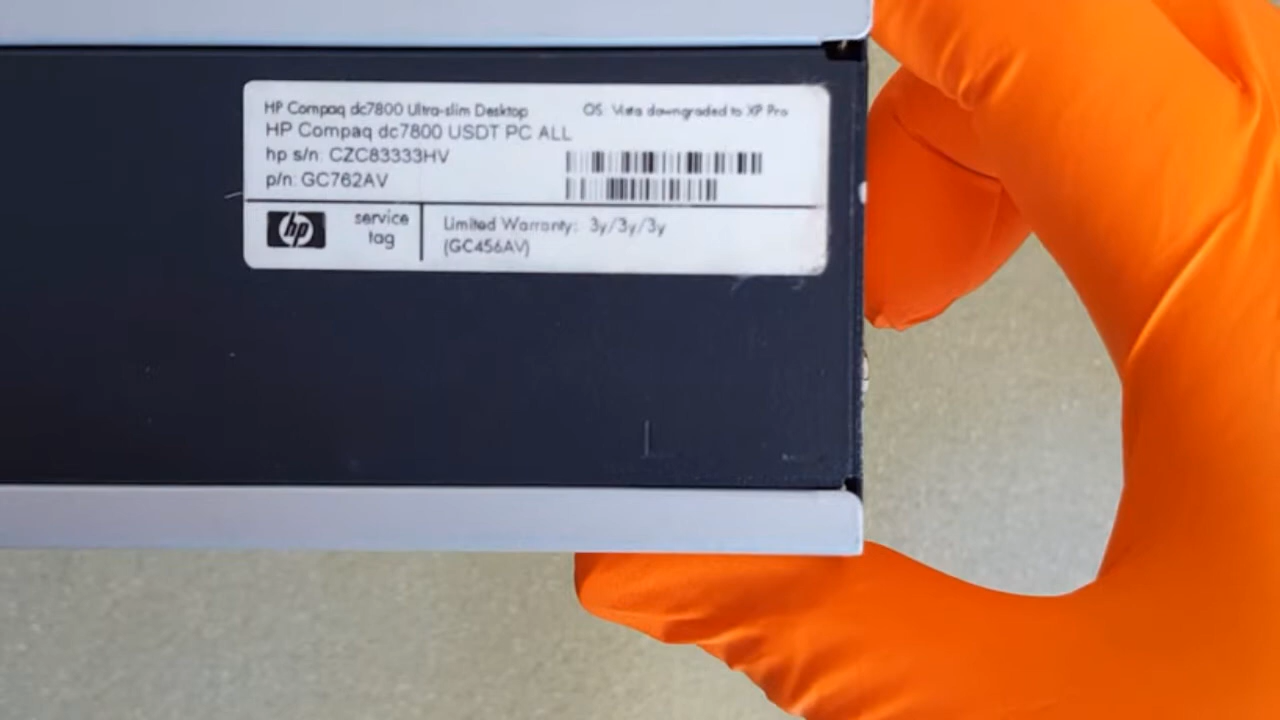 HP Compaq dc7800 Ultra-slim Desktop OS: Vista downgraded to XP Pro
HP Compaq dc7800 USDT PC ALL
hp s/n: CZC83333HV
p/n: GC762AV
hp
service
tag
Limited Warranty: 3y/3y/3y
(GC456AV)